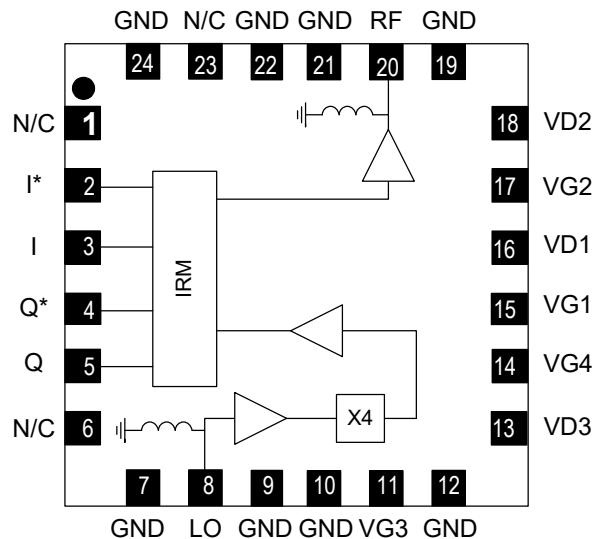 GND N/C GND GND RF GND
24 23 22 21 20 19
N/C 1 18 VD2
I* 2 17 VG2
I 3 16 VD1
IRM
Q* 4 15 VG1
Q 5 14 VG4
X4
N/C 6 13 VD3
7 8 9 10 11 12
GND LO GND GND VG3 GND